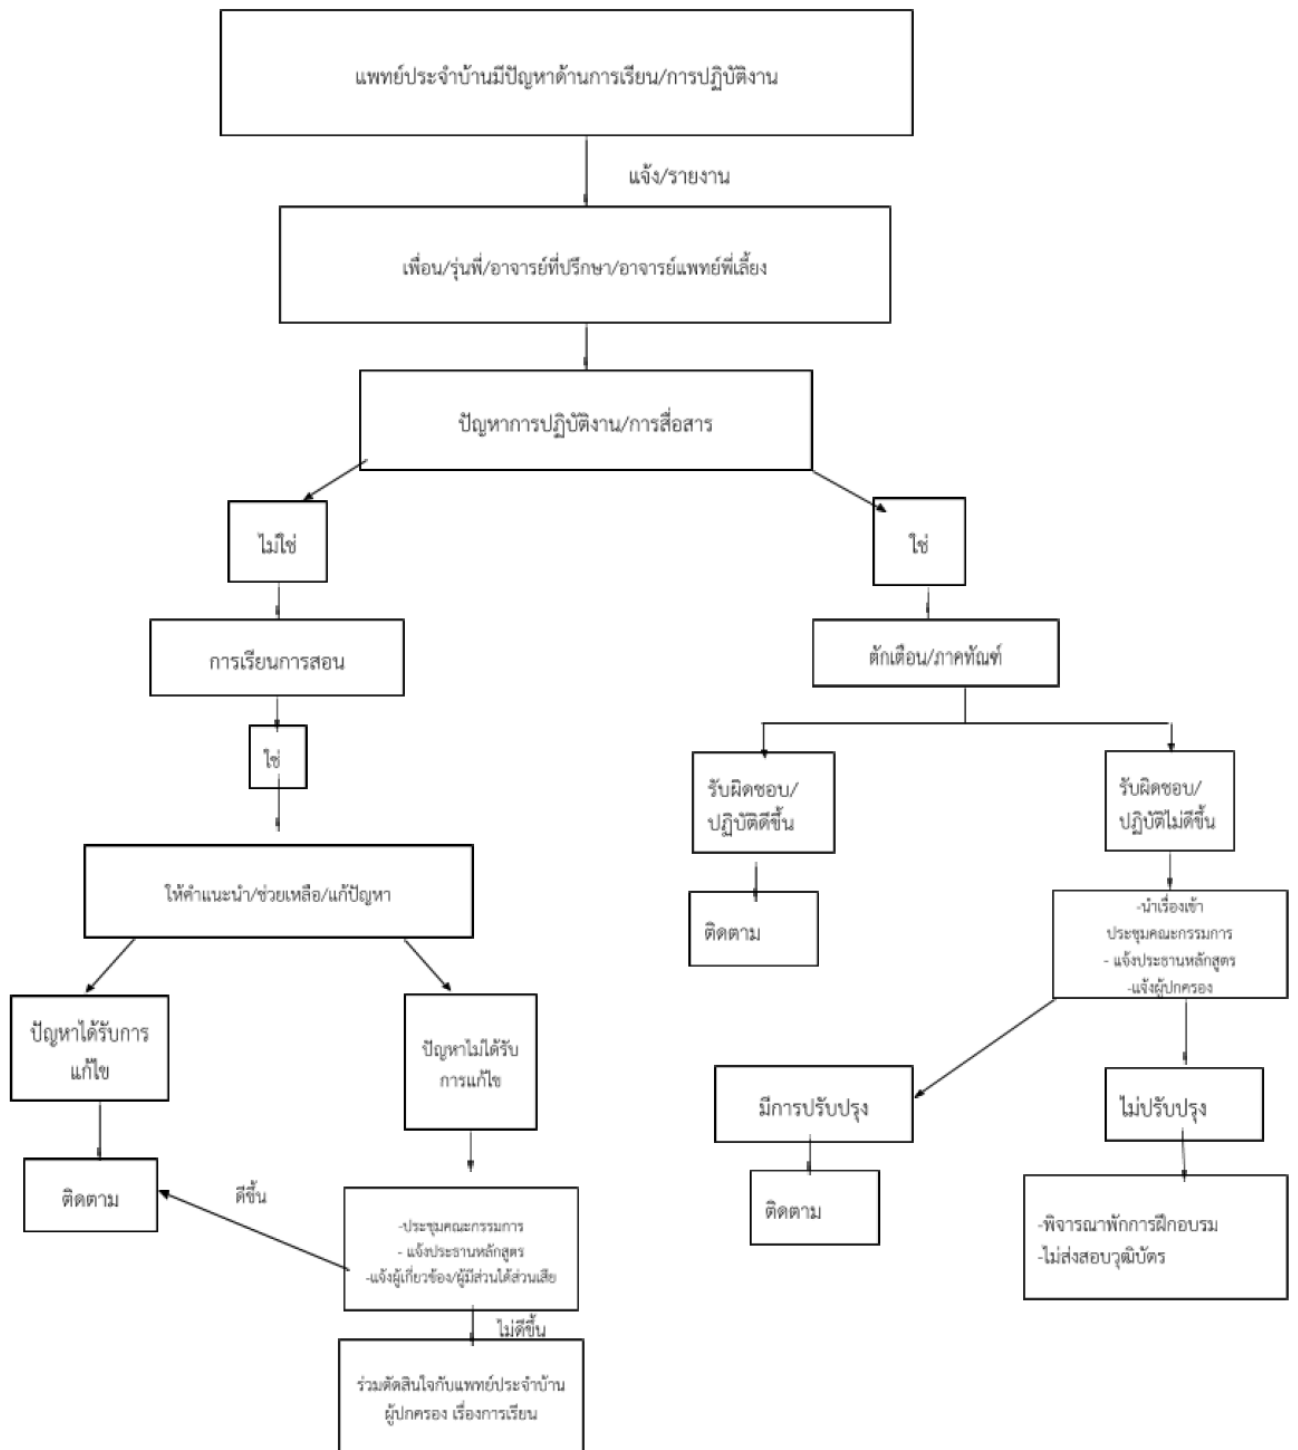 แพทย์ประจำบ้านมีปัญหาด้านการเรียน/การปฏิบัติงาน
แจ้ง/รายงาน
เพื่อน/รุ่นพี่/อาจารย์ที่ปรึกษา/อาจารย์แพทย์พี่เลี้ยง
ปัญหาการปฏิบัติงาน/การสื่อสาร
ไม่ใช่
ใช่
การเรียนการสอน
ตักเตือน/ภาคทัณฑ์
ใช่
รับผิดชอบ/
ปฏิบัติดีขึ้น
รับผิดชอบ/
ปฏิบัติไม่ดีขึ้น
ให้คำแนะนำ/ช่วยเหลือ/แก้ปัญหา
ติดตาม
-นำเรื่องเข้า
ประชุมคณะกรรมการ
- แจ้งประธานหลักสูตร
-แจ้งผู้ปกครอง
ปัญหาได้รับการ
แก้ไข
ปัญหาไม่ได้รับ
การแก้ไข
มีการปรับปรุง
ไม่ปรับปรุง
ติดตาม
ดีขึ้น
-ประชุมคณะกรรมการ
- แจ้งประธานหลักสูตร
-แจ้งผู้เกี่ยวข้อง/ผู้มีส่วนได้ส่วนเสีย
ติดตาม
-พิจารณาพักการฝึกอบรม
-ไม่ส่งสอบวุฒิบัตร
ไม่ดีขึ้น
ร่วมตัดสินใจกับแพทย์ประจำบ้าน
ผู้ปกครอง เรื่องการเรียน